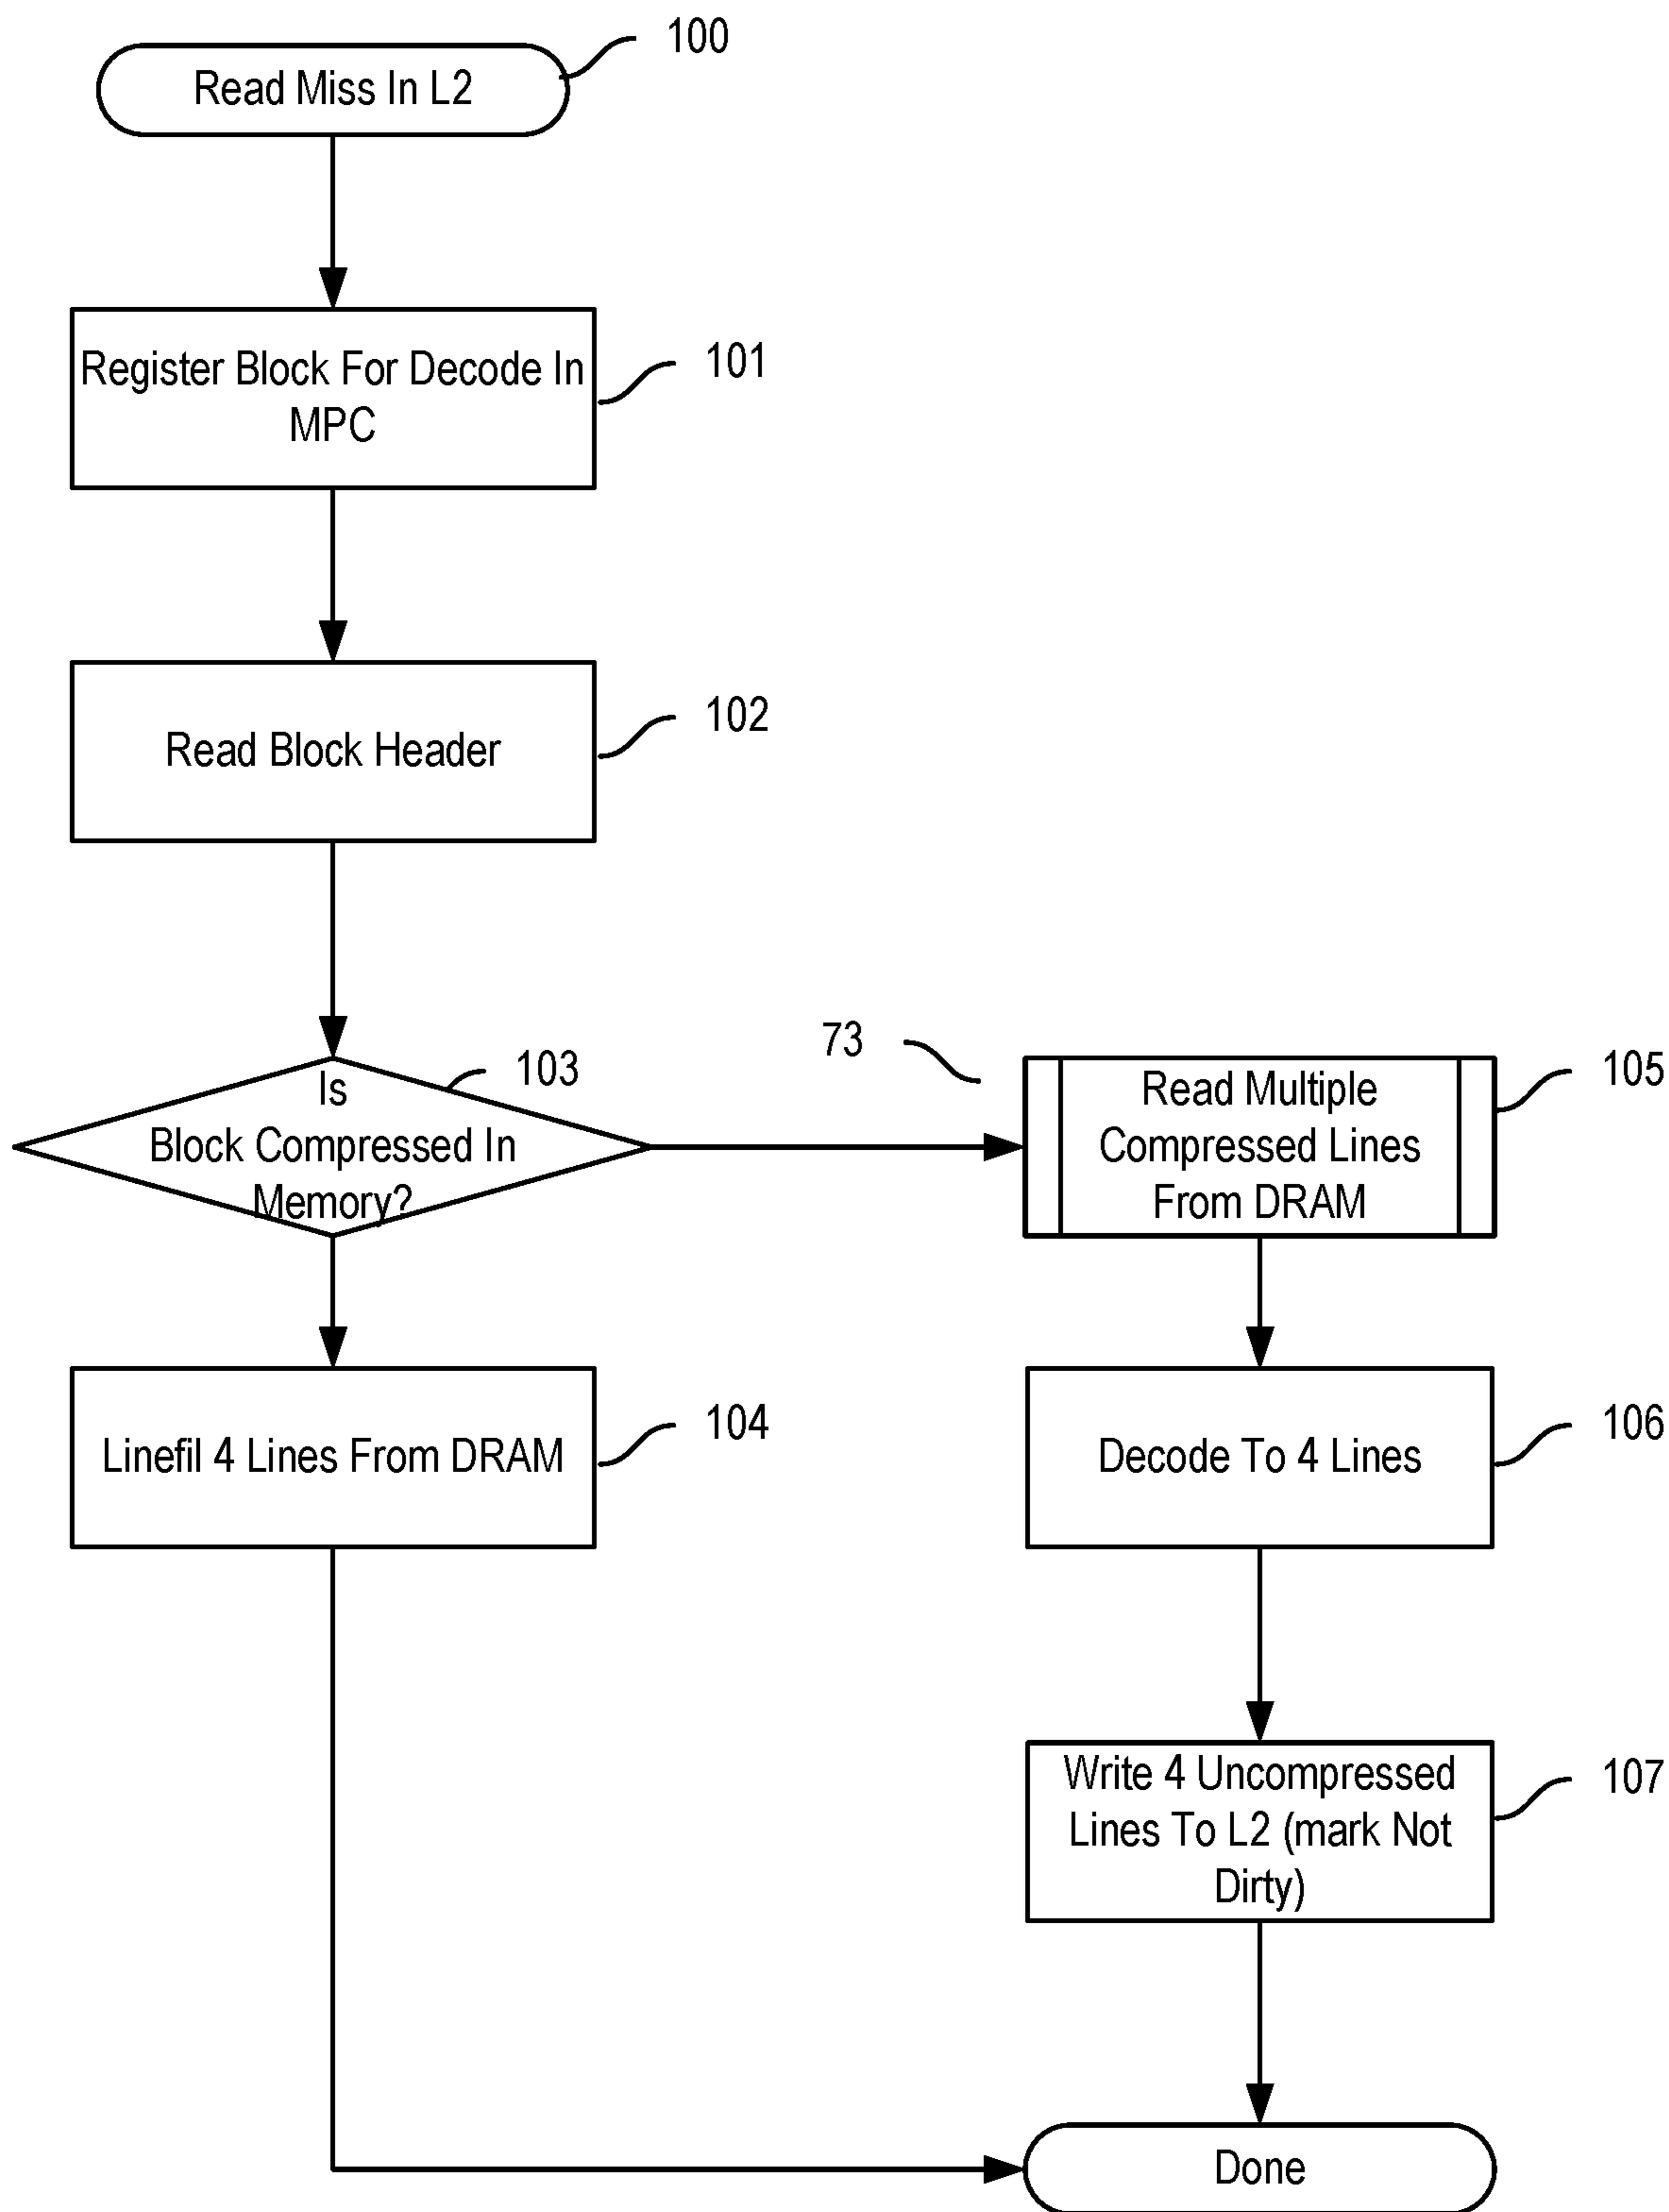 100
Read Miss In L2
101
Register Block For Decode In
MPC
102
Read Block Header
103
Is
Block Compressed In
Memory?
73
105
Read Multiple
Compressed Lines
From DRAM
104
Linefil 4 Lines From DRAM
106
Decode To 4 Lines
107
Write 4 Uncompressed
Lines To L2 (mark Not
Dirty)
Done